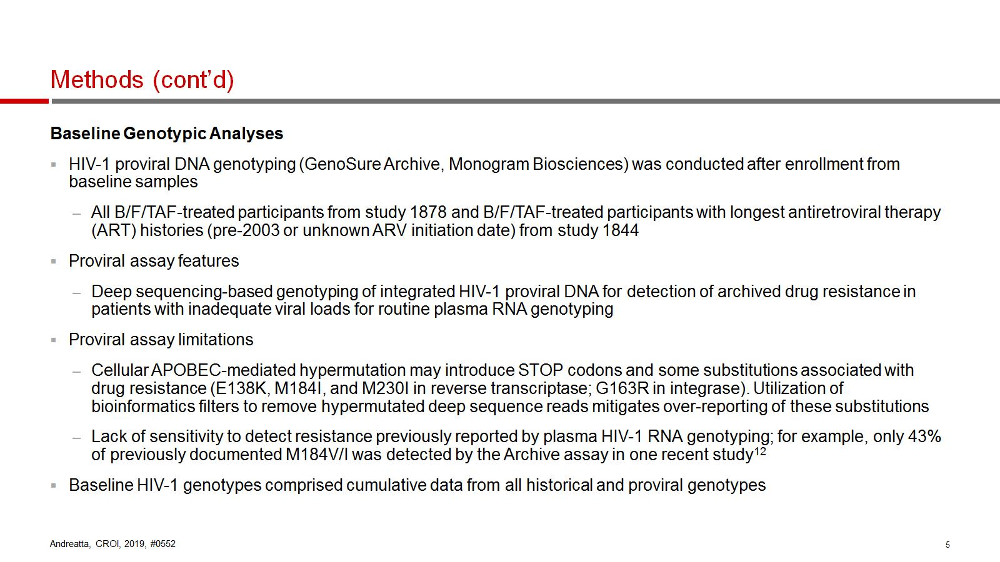 Methods (cont’d)
Baseline Genotypic Analyses
▪ HIV-1 proviral DNA genotyping (GenoSure Archive, Monogram Biosciences) was conducted after enrollment from
baseline samples
– All B/F/TAF-treated participants from study 1878 and B/F/TAF-treated participants with longest antiretroviral therapy
(ART) histories (pre-2003 or unknown ARV initiation date) from study 1844
▪ Proviral assay features
– Deep sequencing-based genotyping of integrated HIV-1 proviral DNA for detection of archived drug resistance in
patients with inadequate viral loads for routine plasma RNA genotyping
▪ Proviral assay limitations
– Cellular APOBEC-mediated hypermutation may introduce STOP codons and some substitutions associated with
drug resistance (E138K, M184I, and M230I in reverse transcriptase; G163R in integrase). Utilization of
bioinformatics filters to remove hypermutated deep sequence reads mitigates over-reporting of these substitutions
– Lack of sensitivity to detect resistance previously reported by plasma HIV-1 RNA genotyping; for example, only 43%
of previously documented M184V/I was detected by the Archive assay in one recent study¹²
▪ Baseline HIV-1 genotypes comprised cumulative data from all historical and proviral genotypes
Andreatta, CROI, 2019, #0552
5